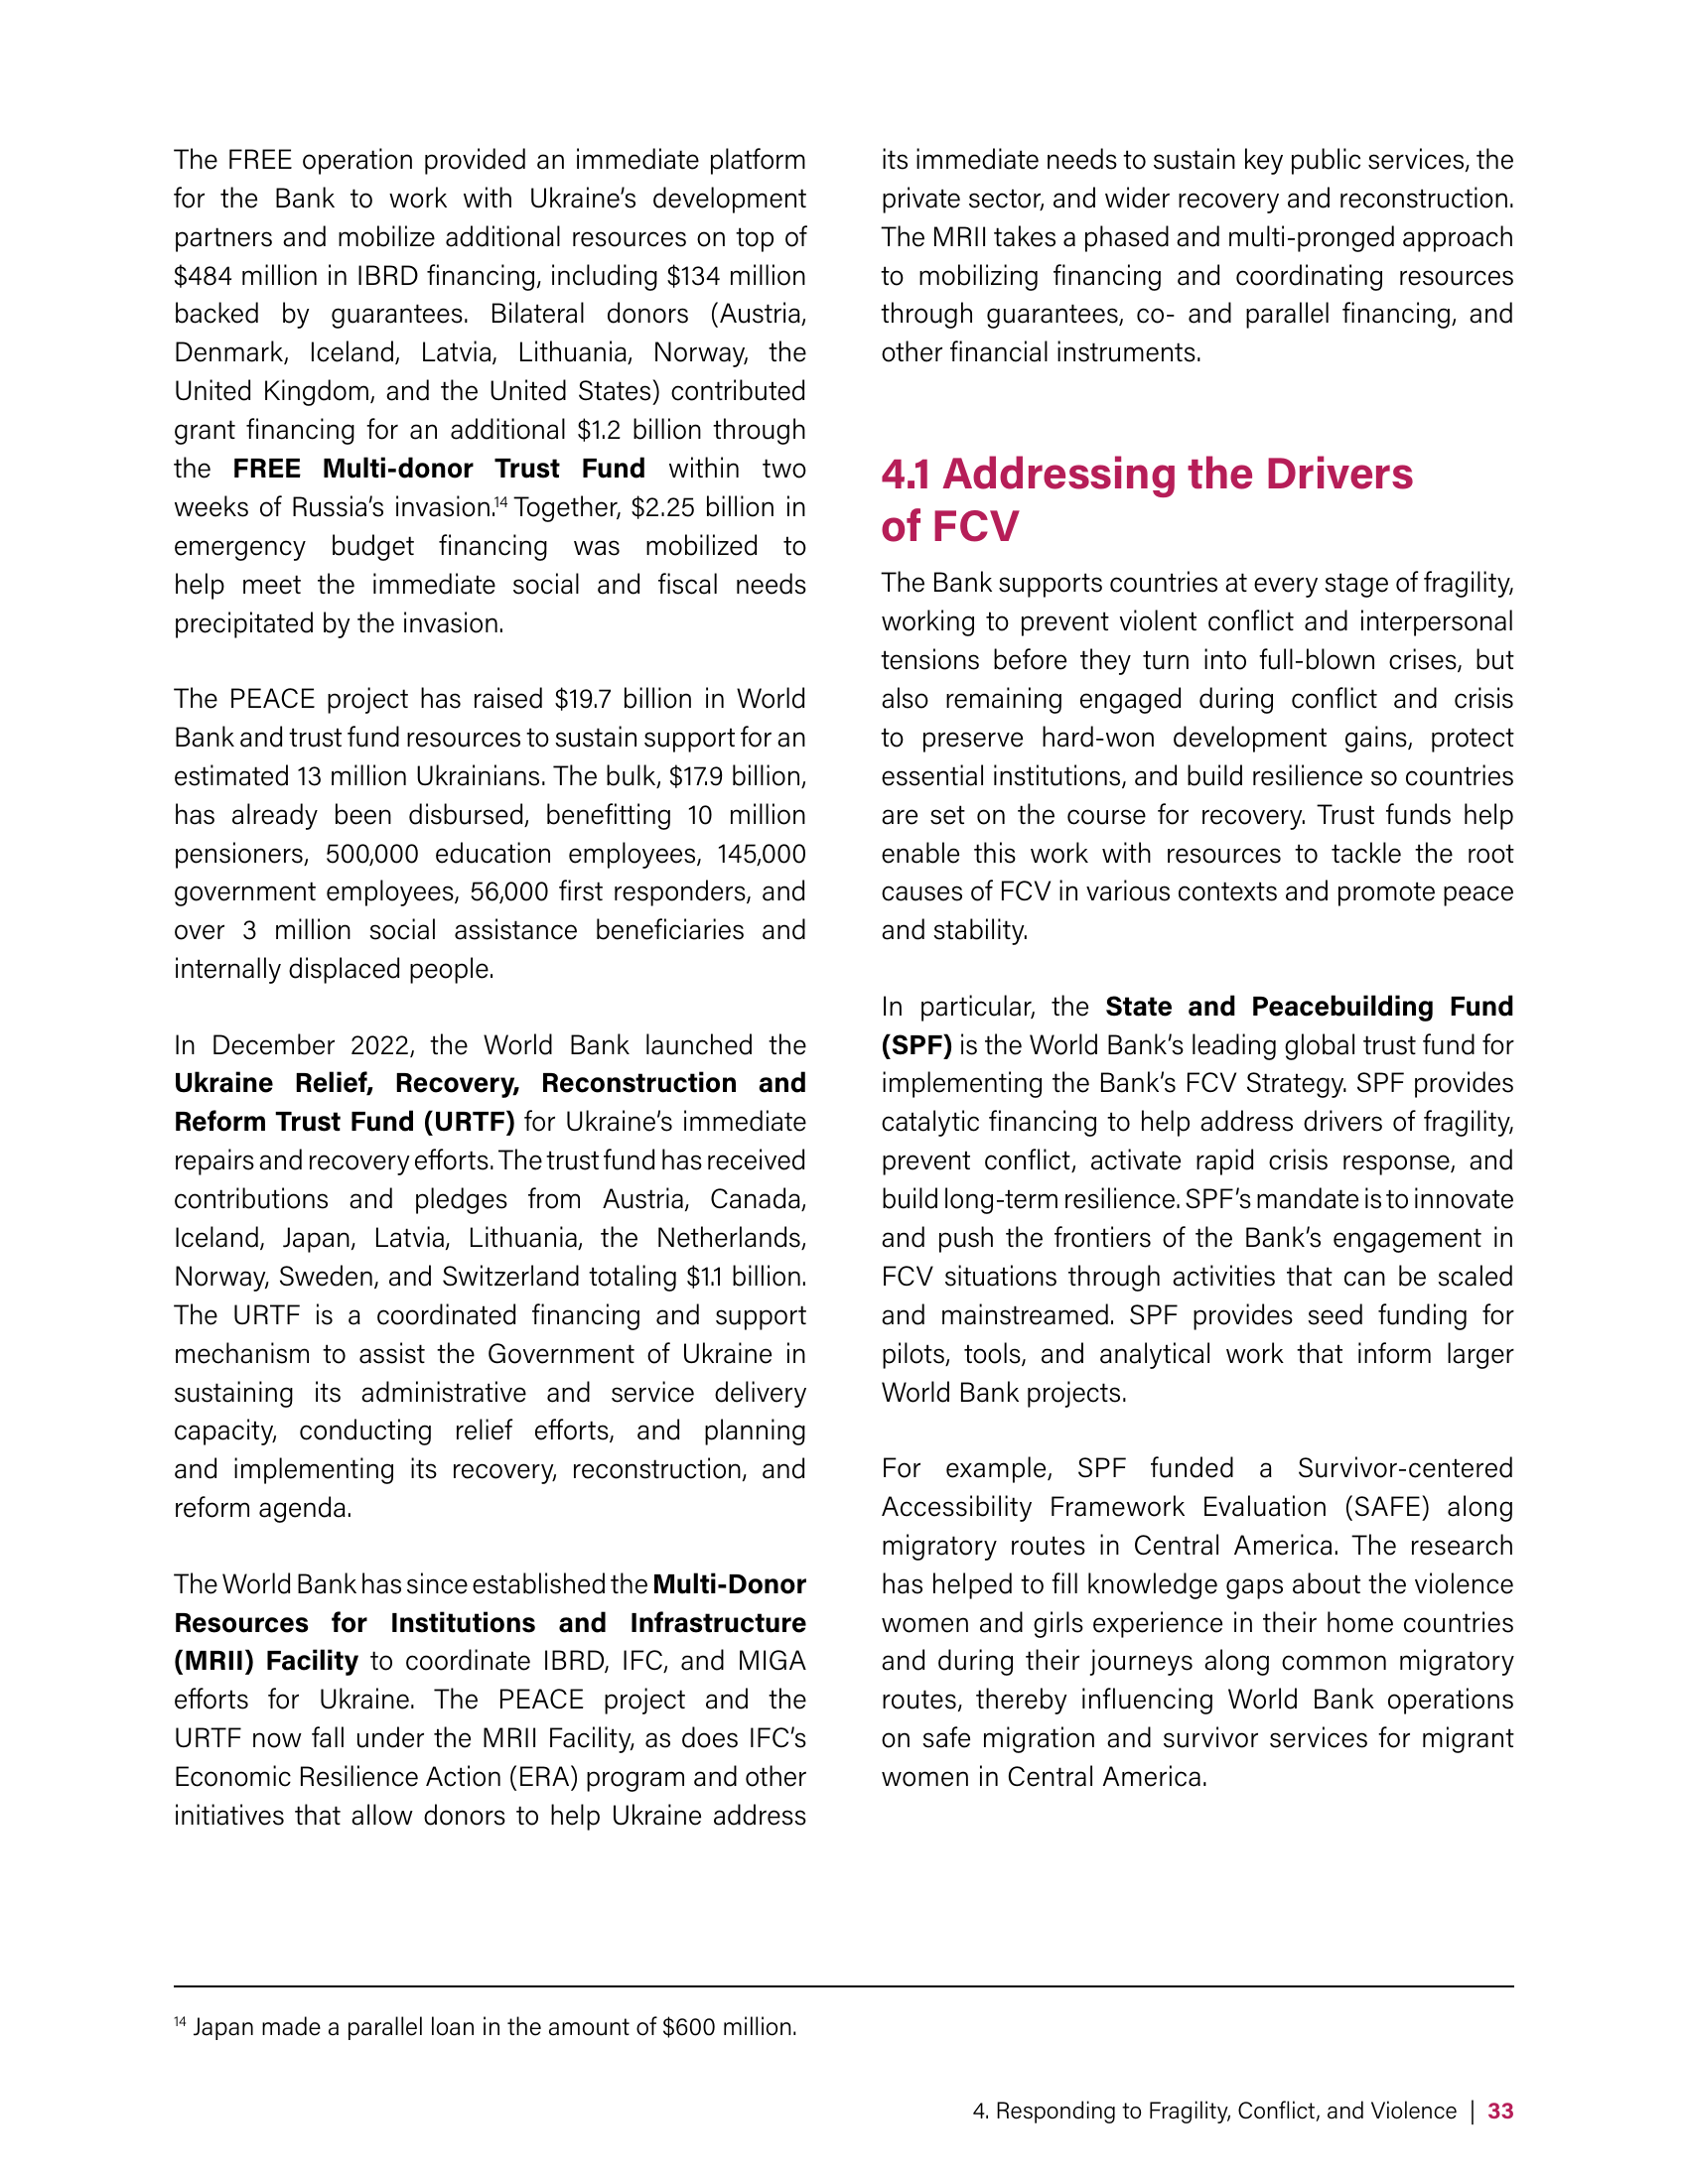 The FREE operation provided an immediate platform
for the Bank to work with Ukraine's development
partners and mobilize additional resources on top of
$484 million in IBRD financing, including $134 million
backed by guarantees. Bilateral donors (Austria,
Denmark, Iceland, Latvia, Lithuania, Norway, the
United Kingdom, and the United States) contributed
grant financing for an additional $1.2 billion through
the FREE Multi-donor Trust Fund within two
weeks of Russia's invasion.14 Together, $2.25 billion in
emergency budget financing was mobilized to
help meet the immediate social and fiscal needs
precipitated by the invasion.
The PEACE project has raised $19.7 billion in World
Bank and trust fund resources to sustain support for an
estimated 13 million Ukrainians. The bulk, $17.9 billion,
has already been disbursed, benefitting 10 million
pensioners, 500,000 education employees, 145,000
government employees, 56,000 first responders, and
over 3 million social assistance beneficiaries and
internally displaced people.
In December 2022, the World Bank launched the
Ukraine Relief, Recovery, Reconstruction and
Reform Trust Fund (URTF) for Ukraine's immediate
repairs and recovery efforts. The trust fund has received
contributions and pledges from Austria, Canada,
Iceland, Japan, Latvia, Lithuania, the Netherlands,
Norway, Sweden, and Switzerland totaling $1.1 billion.
The URTF is a coordinated financing and support
mechanism to assist the Government of Ukraine in
sustaining its administrative and service delivery
capacity, conducting relief efforts, and planning
and implementing its recovery, reconstruction, and
reform agenda.
The World Bank has since established the Multi-Donor
Resources for Institutions and Infrastructure
(MRII) Facility to coordinate IBRD, IFC, and MIGA
efforts for Ukraine. The PEACE project and the
URTF now fall under the MRII Facility, as does IFC's
Economic Resilience Action (ERA) program and other
initiatives that allow donors to help Ukraine address
its immediate needs to sustain key public services, the
private sector, and wider recovery and reconstruction.
The MRII takes a phased and multi-pronged approach
to mobilizing financing and coordinating resources
through guarantees, co- and parallel financing, and
other financial instruments.
4.1 Addressing the Drivers
of FCV
The Bank supports countries at every stage of fragility,
working to prevent violent conflict and interpersonal
tensions before they turn into full-blown crises, but
also remaining engaged during conflict and crisis
to preserve hard-won development gains, protect
essential institutions, and build resilience so countries
are set on the course for recovery. Trust funds help
enable this work with resources to tackle the root
causes of FCV in various contexts and promote peace
and stability.
In particular, the State and Peacebuilding Fund
(SPF) is the World Bank's leading global trust fund for
implementing the Bank's FCV Strategy. SPF provides
catalytic financing to help address drivers of fragility,
prevent conflict, activate rapid crisis response, and
build long-term resilience. SPF's mandate is to innovate
and push the frontiers of the Bank's engagement in
FCV situations through activities that can be scaled
and mainstreamed. SPF provides seed funding for
pilots, tools, and analytical work that inform larger
World Bank projects.
For example, SPF funded a Survivor-centered
Accessibility Framework Evaluation (SAFE) along
migratory routes in Central America. The research
has helped to fill knowledge gaps about the violence
women and girls experience in their home countries
and during their journeys along common migratory
routes, thereby influencing World Bank operations
on safe migration and survivor services for migrant
women in Central America.
14 Japan made a parallel loan in the amount of $600 million.
4. Responding to Fragility, Conflict, and Violence | 33